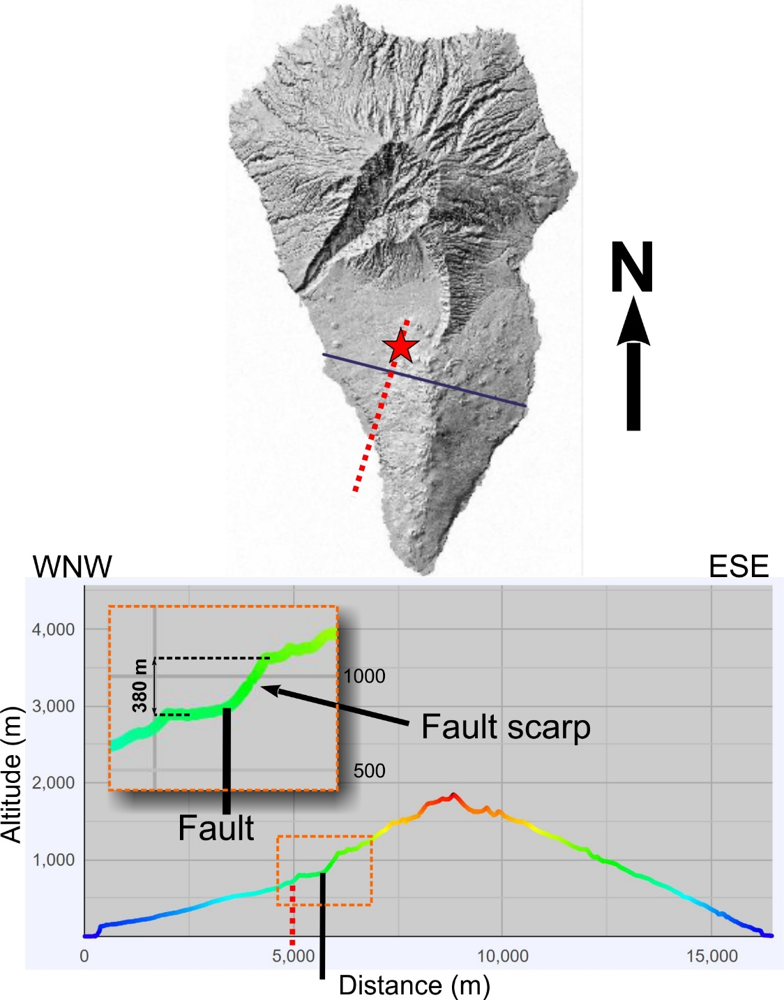 N
WNW
ESE
4,000
3,000
2,000
1,000
Altitude (m)
380 m
1000
500
Fault scarp
Fault
0
5,000
10,000
15,000
Distance (m)